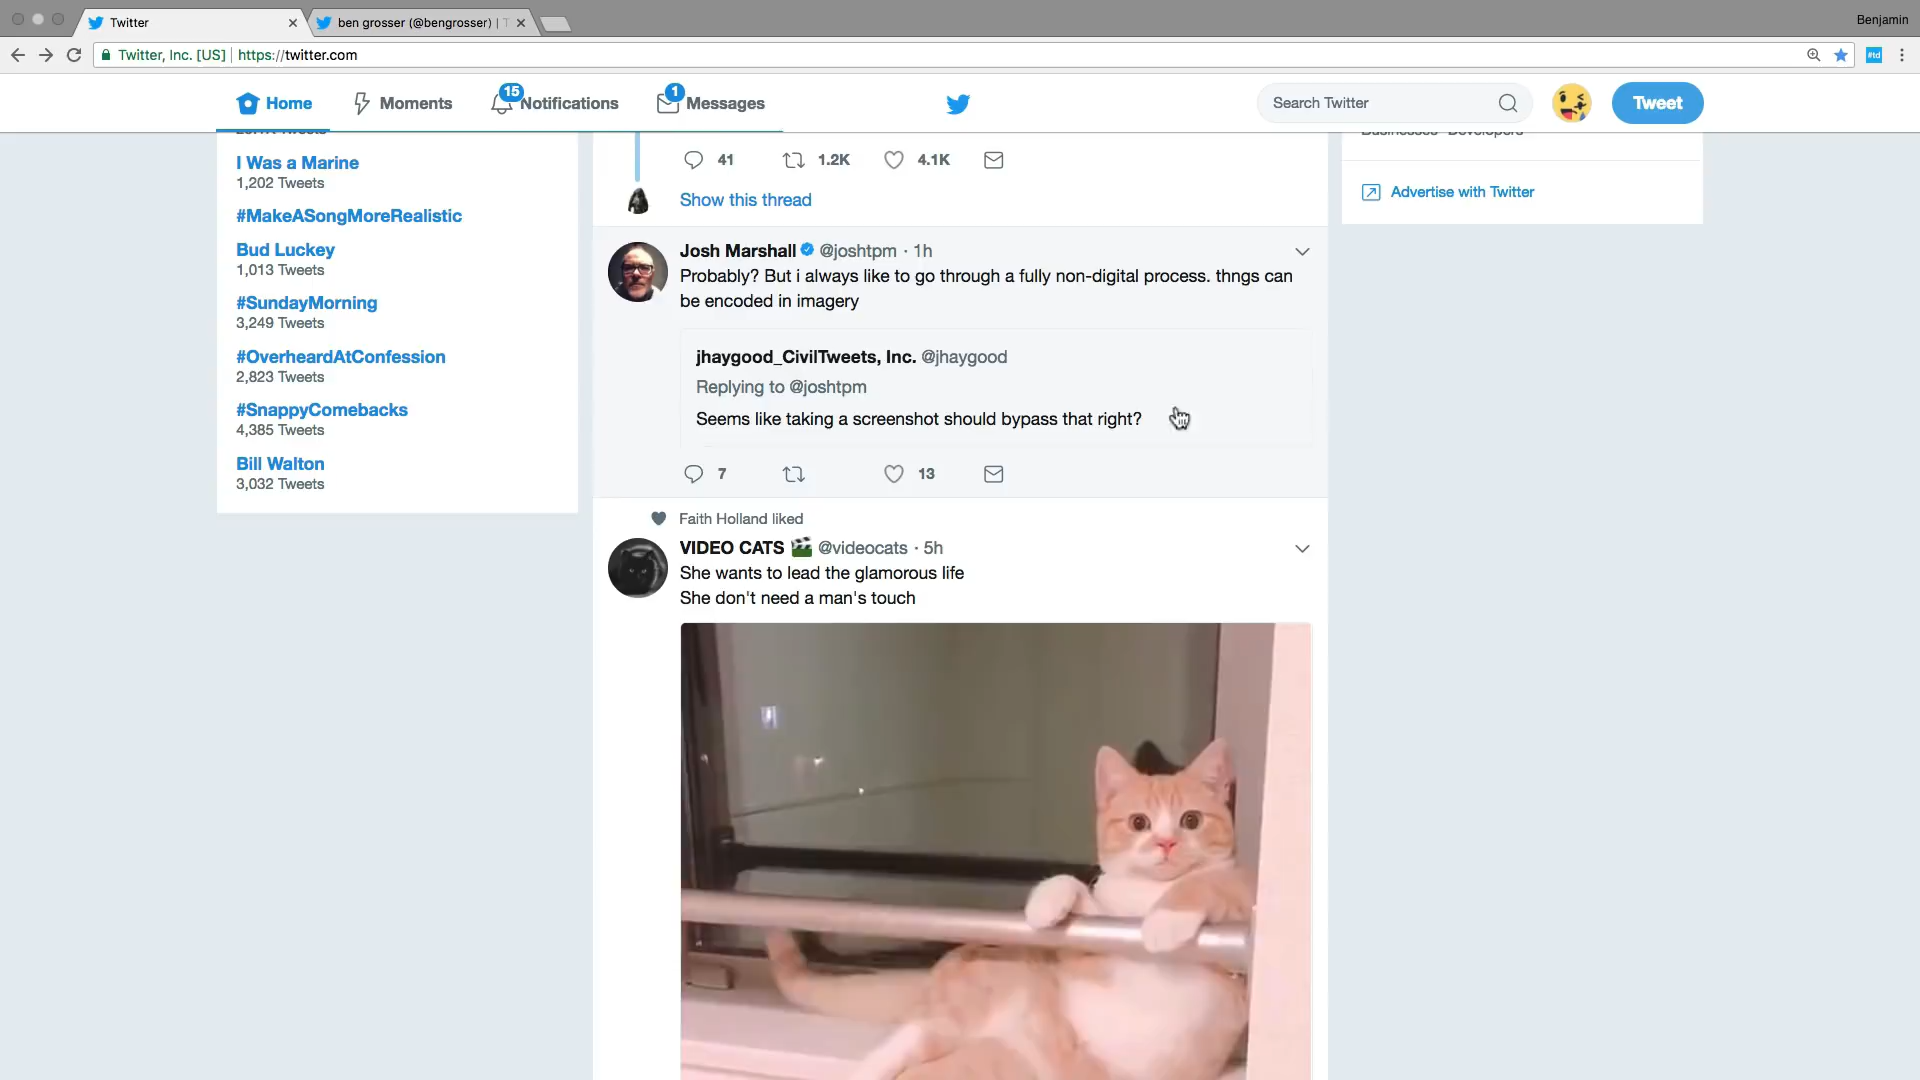 Twitter
ben grosser (@bengrosser) | T
Benjamin
Twitter, Inc. [US] | https://twitter.com
#td
Home
Moments
15
Notifications
1
Messages
Search Twitter
Tweet
I Was a Marine
1,202 Tweets
#MakeASongMoreRealistic
Bud Luckey
1,013 Tweets
#SundayMorning
3,249 Tweets
#OverheardAtConfession
2,823 Tweets
#SnappyComebacks
4,385 Tweets
Bill Walton
3,032 Tweets
41
1.2K
4.1K
Show this thread
Josh Marshall @joshtpm · 1h
Probably? But i always like to go through a fully non-digital process. thngs can
be encoded in imagery
jhaygood_CivilTweets, Inc. @jhaygood
Replying to @joshtpm
Seems like taking a screenshot should bypass that right?
7
13
Faith Holland liked
VIDEO CATS @videocats · 5h
She wants to lead the glamorous life
She don't need a man's touch
Businesses Developers
Advertise with Twitter